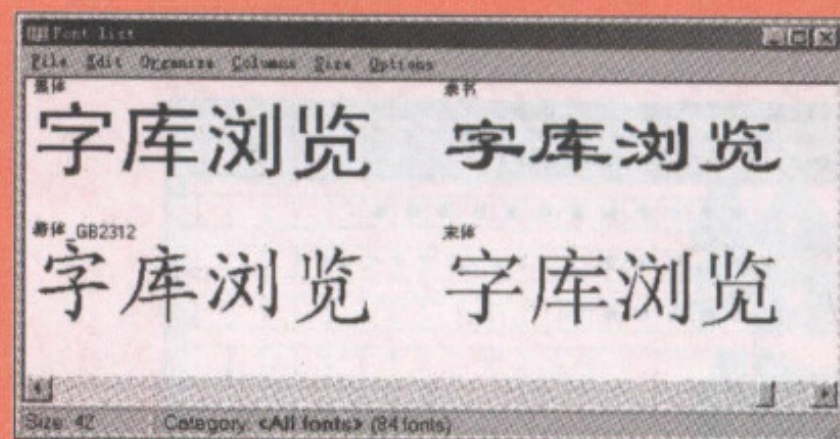 Font list
File Edit Organize Columns Size Options
黑体 隶书
字库浏览 字库浏览
楷体_GB2312 宋体
字库浏览 字库浏览
Size: 42 Category: <All fonts> (84 fonts)